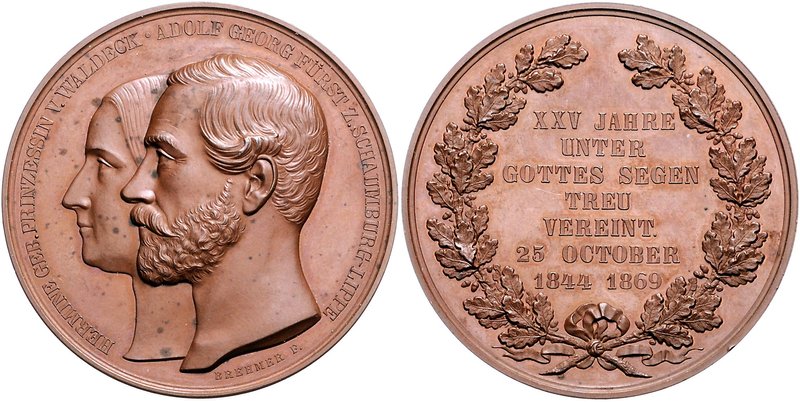 HERMINE GEB. PRINZESSIN V. WALDECK · ADOLF GEORG FÜRST Z. SCHAUMBURG-LIPPE
BREHMER F.
XXV JAHRE
UNTER
GOTTES SEGEN
TREU
VEREINT.
25 OCTOBER
1844 1869